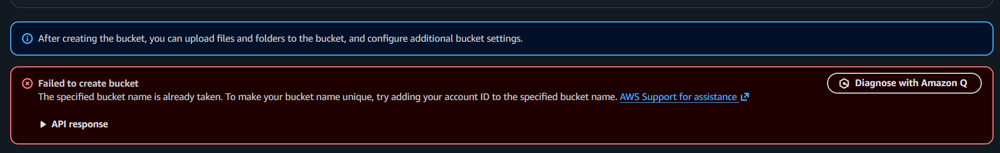 After creating the bucket, you can upload files and folders to the bucket, and configure additional bucket settings.
Failed to create bucket
Diagnose with Amazon Q
The specified bucket name is already taken. To make your bucket name unique, try adding your account ID to the specified bucket name. AWS Support for assistance
API response